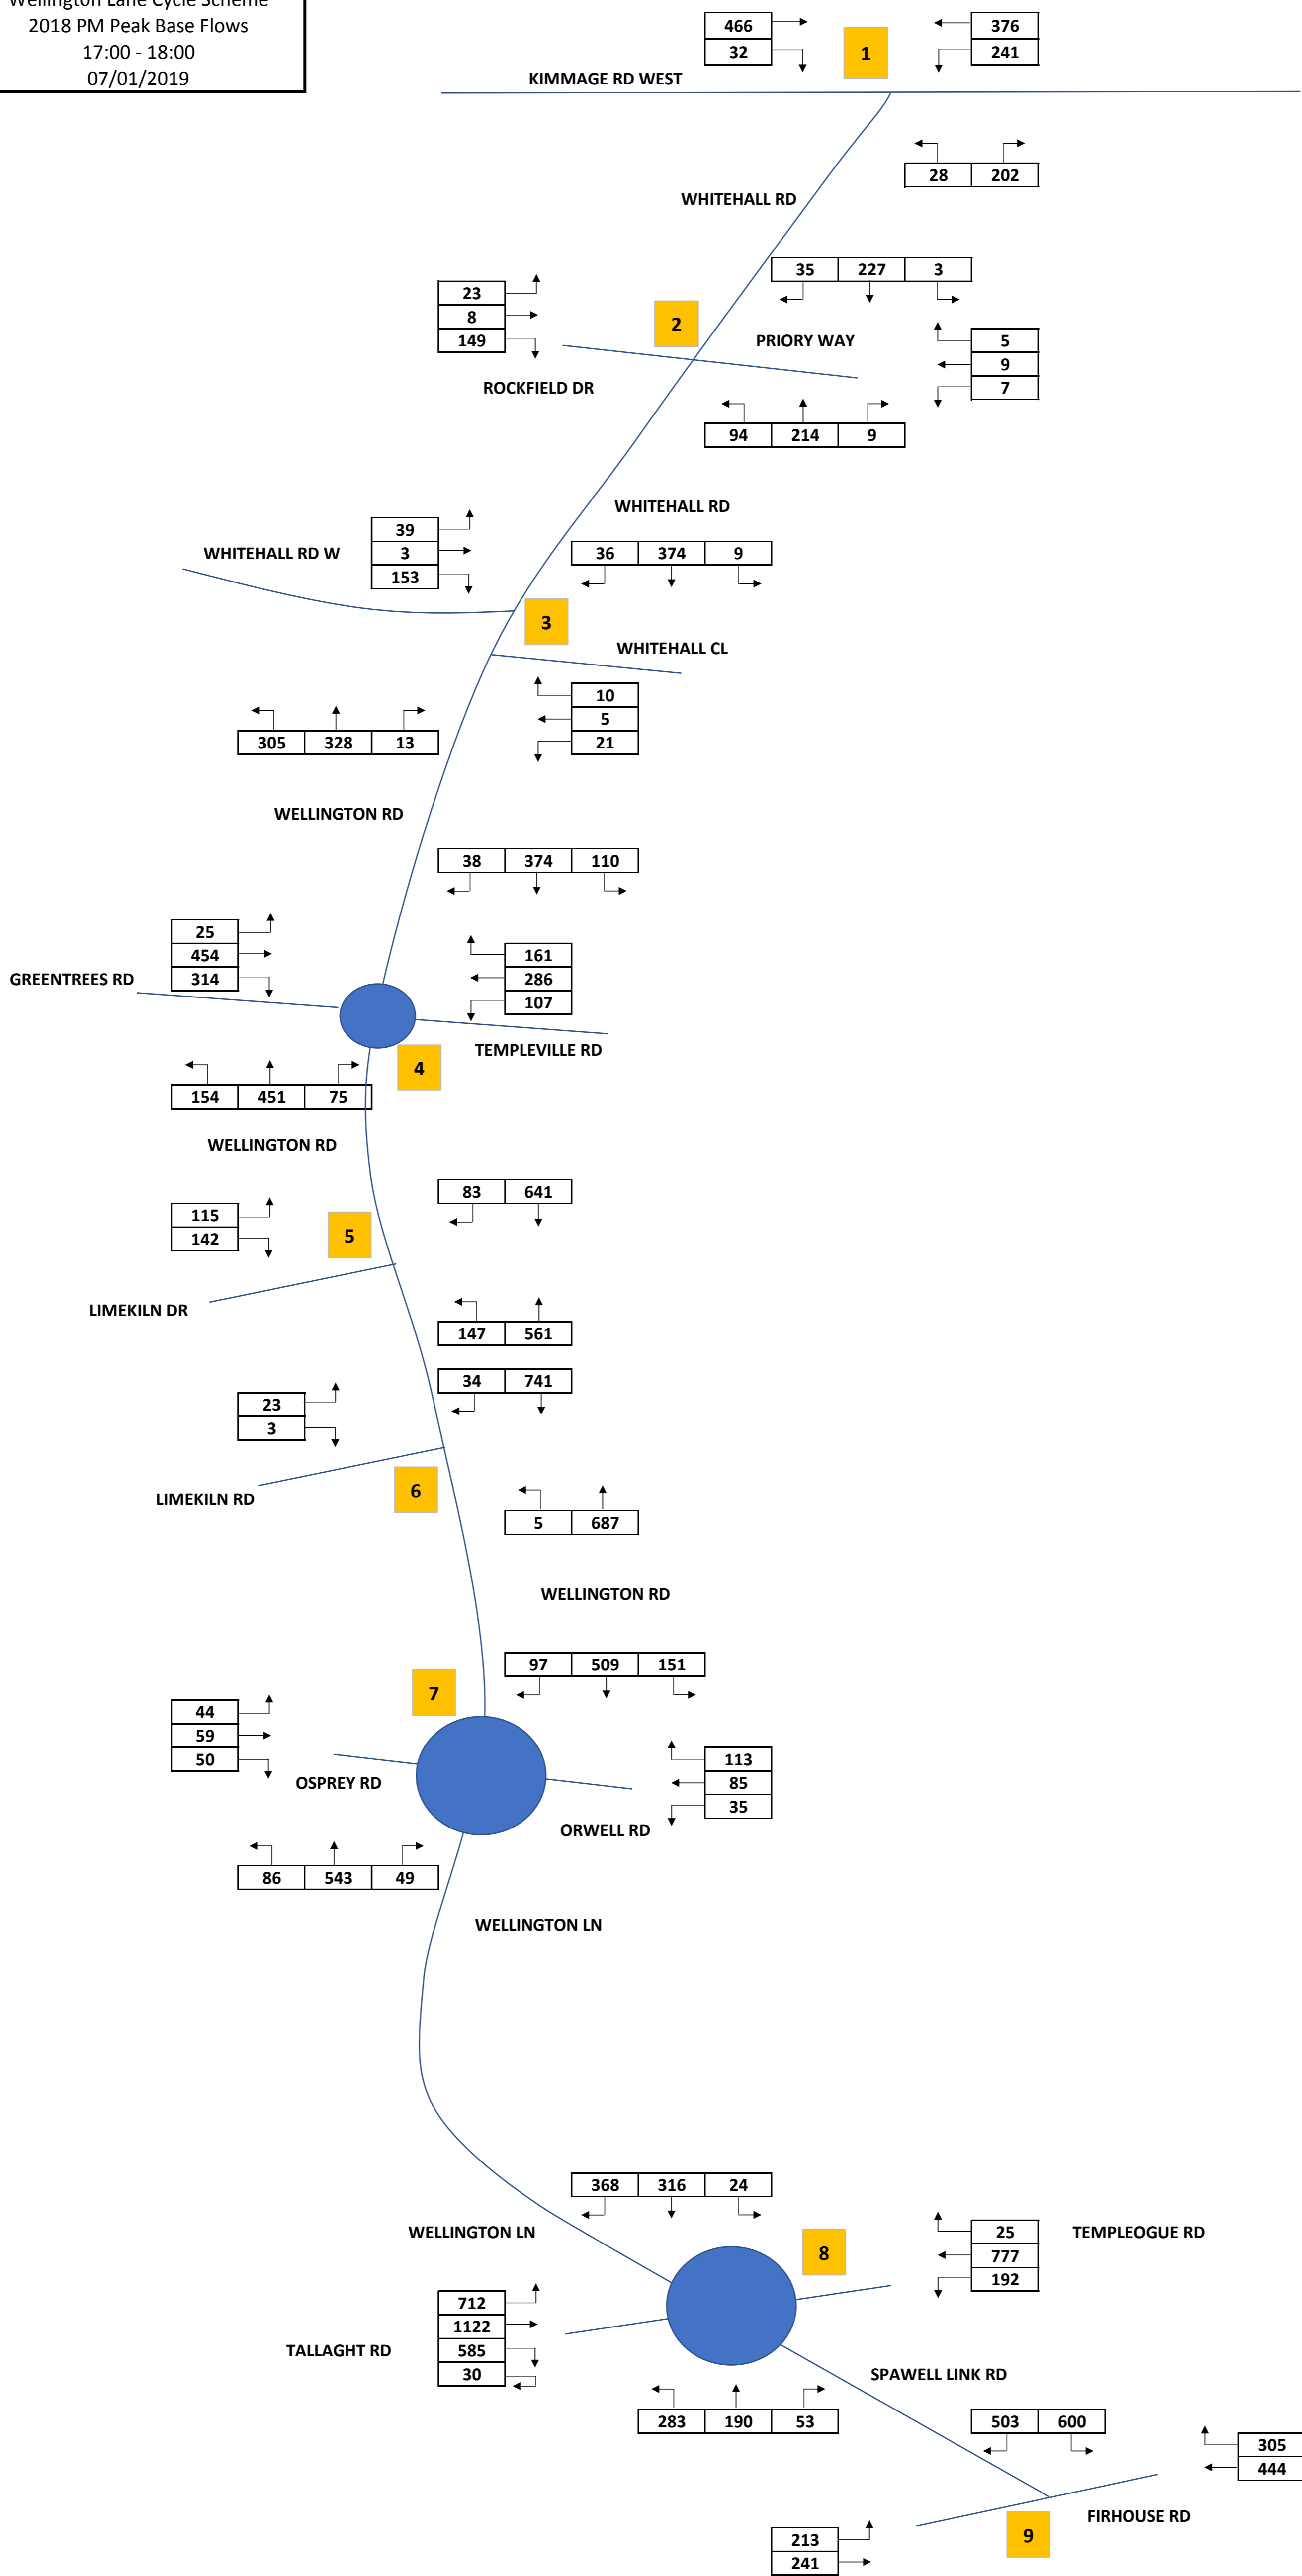 Wellington Lane Cycle Scheme
2018 PM Peak Base Flows
17:00 - 18:00
07/01/2019
466
32
1
376
241
KIMMAGE RD WEST
28 202
WHITEHALL RD
35 227 3
23
8
149
2
PRIORY WAY
5
9
7
ROCKFIELD DR
94 214 9
WHITEHALL RD
39
3
153
WHITEHALL RD W
36 374 9
3
WHITEHALL CL
10
5
21
305 328 13
WELLINGTON RD
38 374 110
25
454
314
161
286
107
GREENTREES RD
TEMPLEVILLE RD
4
154 451 75
WELLINGTON RD
83 641
115
142
5
LIMEKILN DR
147 561
34 741
23
3
LIMEKILN RD
6
5 687
WELLINGTON RD
97 509 151
7
44
59
50
OSPREY RD
113
85
35
ORWELL RD
86 543 49
WELLINGTON LN
368 316 24
WELLINGTON LN
8
25
777
192
TEMPLEOGUE RD
712
1122
585
30
TALLAGHT RD
SPAWELL LINK RD
283 190 53
503 600
305
444
FIRHOUSE RD
9
213
241